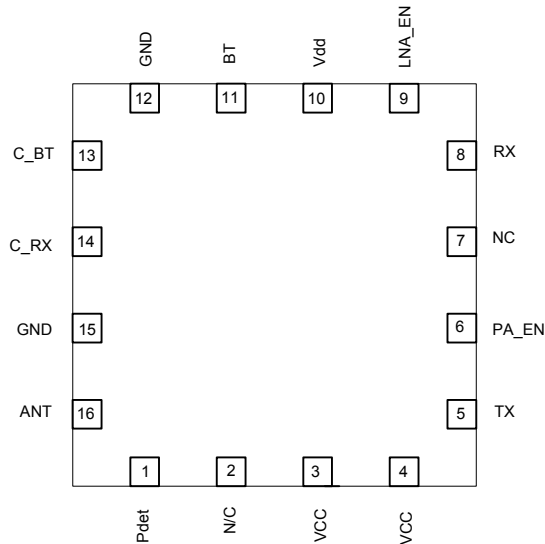 GND
BT
Vdd
LNA_EN
12
11
10
9
C_BT
13
8
RX
C_RX
14
7
NC
GND
15
6
PA_EN
ANT
16
5
TX
1
2
3
4
Pdet
N/C
VCC
VCC